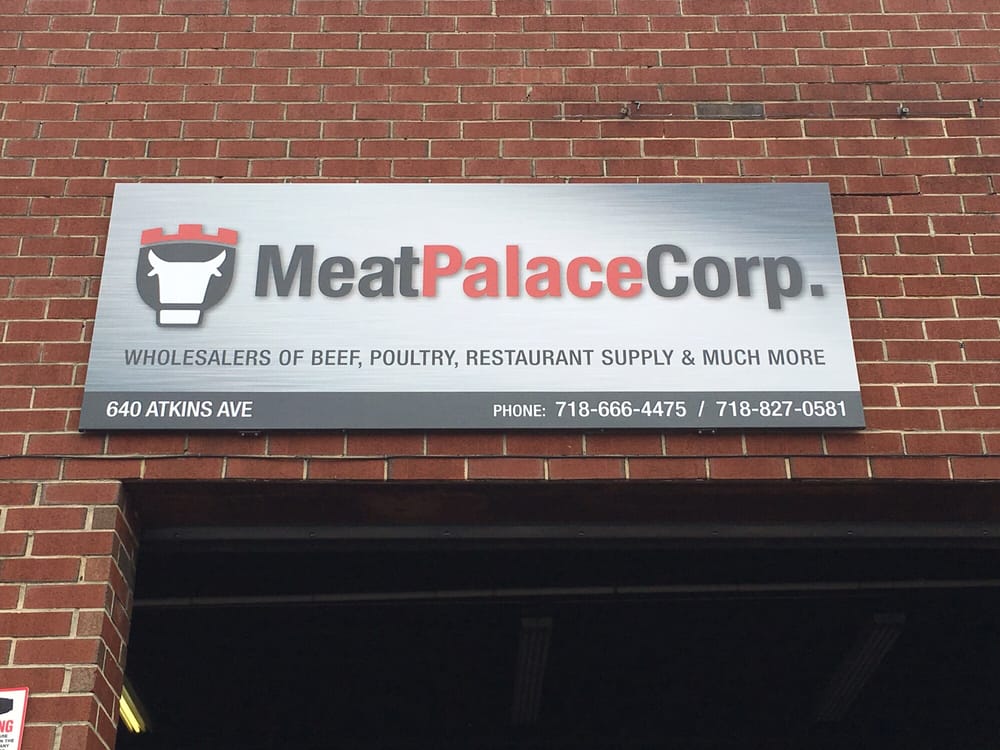 MeatPalaceCorp.
WHOLESALERS OF BEEF, POULTRY, RESTAURANT SUPPLY & MUCH MORE
640 ATKINS AVE PHONE: 718-666-4475 / 718-827-0581
NG